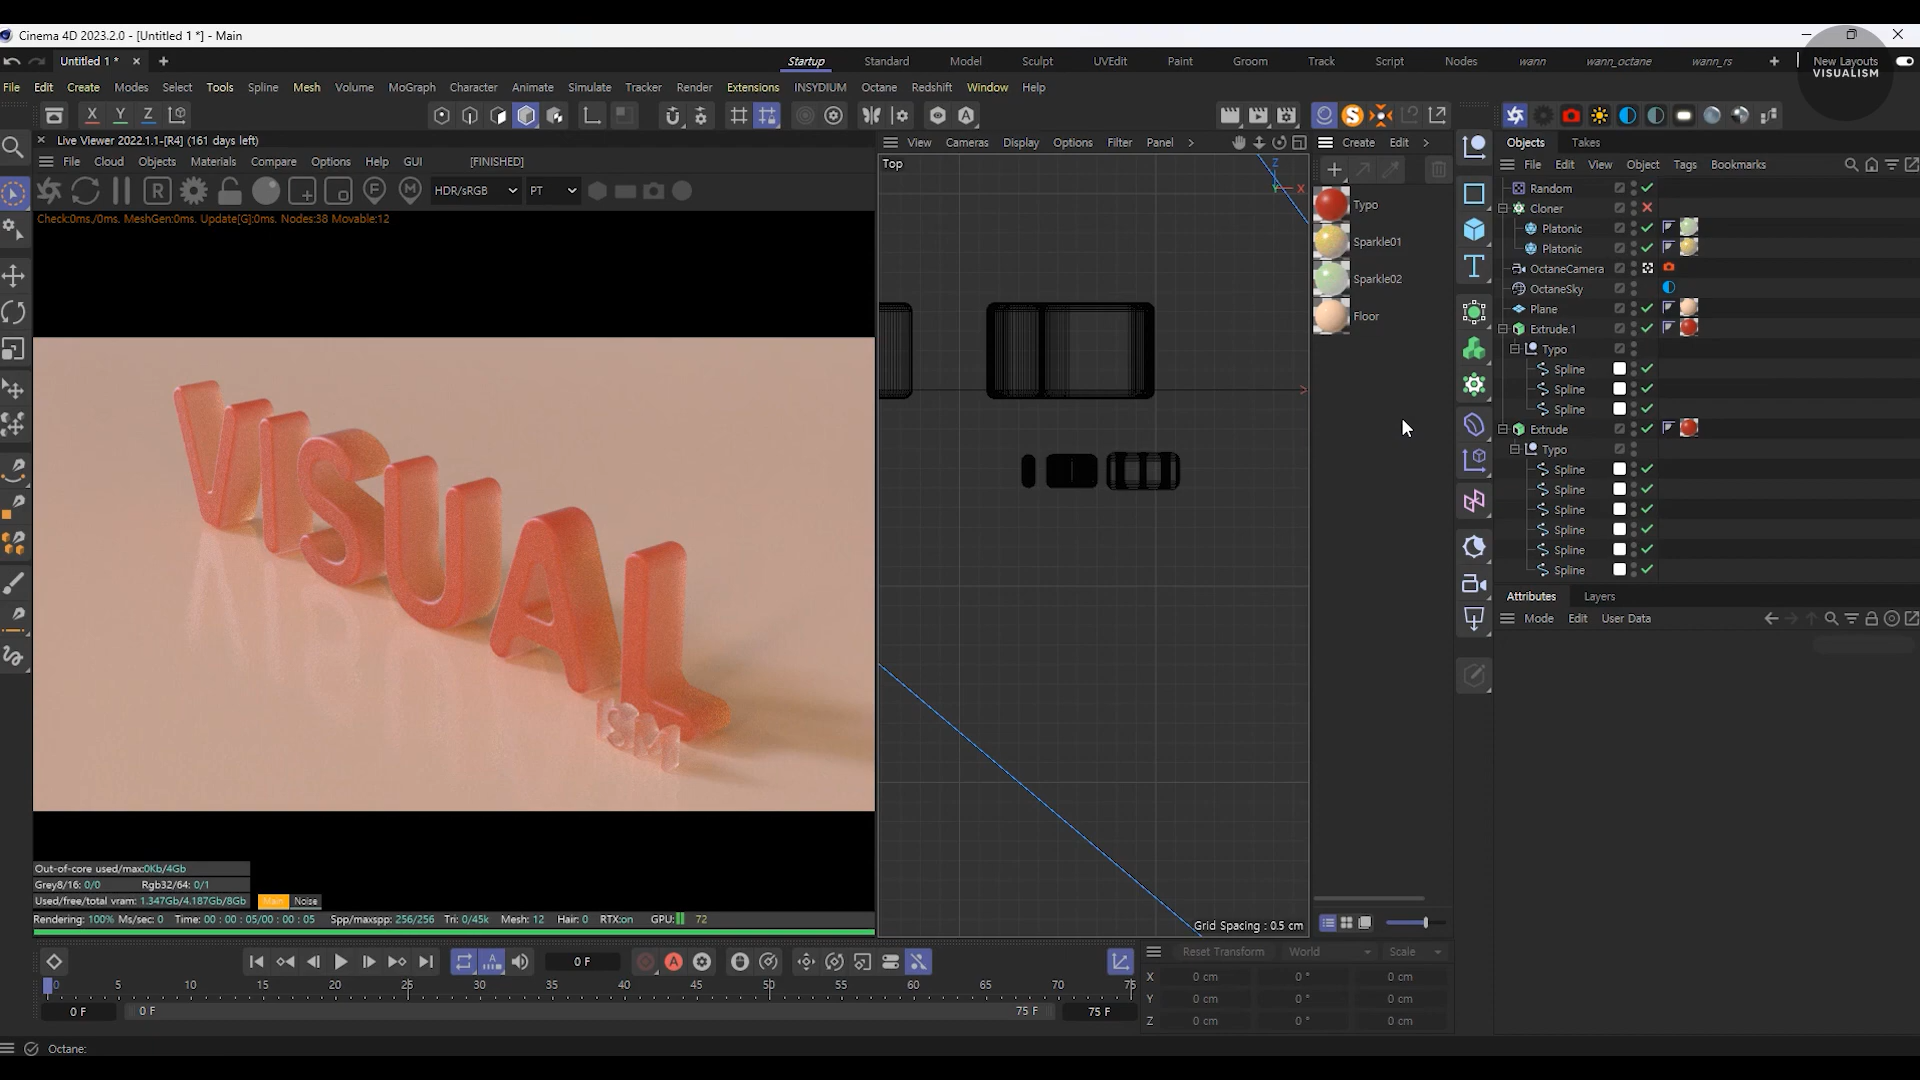 Cinema 4D 2023.2.0 - [Untitled 1 *] - Main
Untitled 1 *
Startup Standard Model Sculpt UVEdit Paint Groom Track Script Nodes wann wann_octane wann_rs New Layouts
VISUALISM
File Edit Create Modes Select Tools Spline Mesh Volume MoGraph Character Animate Simulate Tracker Render Extensions INSYDIUM Octane Redshift Window Help
X Y Z
Live Viewer 2022.1.1-[R4] (161 days left)
File Cloud Objects Materials Compare Options Help GUI [FINISHED]
HDR/sRGB PT
Check:0ms./0ms. MeshGen:0ms. Update[G]:0ms. Nodes:38 Movable:12
VISUAL
ISM
Out-of-core used/max:0Kb/4Gb
Grey8/16: 0/0 Rgb32/64: 0/1
Used/free/total vram: 1.347Gb/4.187Gb/8Gb Main Noise
Rendering: 100% Ms/sec: 0 Time: 00 : 00 : 05/00 : 00 : 05 Spp/maxspp: 256/256 Tri: 0/45k Mesh: 12 Hair: 0 RTX:on GPU: 72
View Cameras Display Options Filter Panel
Top
Z
Y X
Grid Spacing : 0.5 cm
Create Edit
Typo
Sparkle01
Sparkle02
Floor
Objects Takes
File Edit View Object Tags Bookmarks
Random
Cloner
Platonic
Platonic
OctaneCamera
OctaneSky
Plane
Extrude.1
Typo
Spline
Spline
Spline
Extrude
Typo
Spline
Spline
Spline
Spline
Spline
Spline
Attributes Layers
Mode Edit User Data
0 F
0 5 10 15 20 25 30 35 40 45 50 55 60 65 70 75
0 F 0 F 75 F 75 F
Reset Transform World Scale
X 0 cm 0 ° 0 cm
Y 0 cm 0 ° 0 cm
Z 0 cm 0 ° 0 cm
Octane: